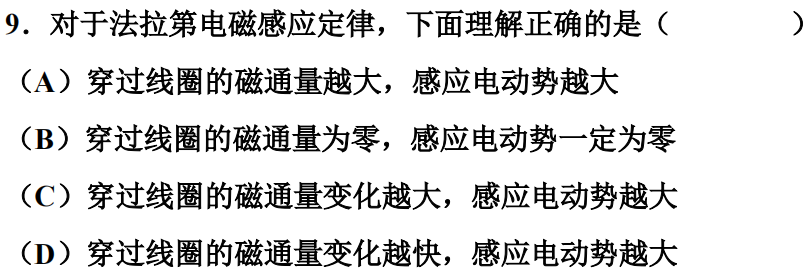 9．对于法拉第电磁感应定律，下面理解正确的是（　　）
（A）穿过线圈的磁通量越大，感应电动势越大
（B）穿过线圈的磁通量为零，感应电动势一定为零
（C）穿过线圈的磁通量变化越大，感应电动势越大
（D）穿过线圈的磁通量变化越快，感应电动势越大